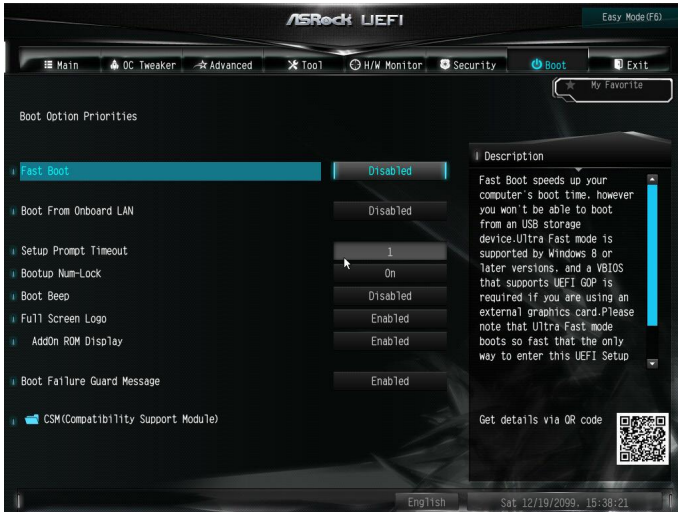 ASRock UEFI
Easy Mode(F6)
Main
OC Tweaker
Advanced
Tool
H/W Monitor
Security
Boot
Exit
My Favorite
Boot Option Priorities
Fast Boot
Disabled
Boot From Onboard LAN
Disabled
Setup Prompt Timeout
1
Bootup Num-Lock
On
Boot Beep
Disabled
Full Screen Logo
Enabled
AddOn ROM Display
Enabled
Boot Failure Guard Message
Enabled
CSM(Compatibility Support Module)
Description
Fast Boot speeds up your
computer's boot time. however
you won't be able to boot
from an USB storage
device.Ultra Fast mode is
supported by Windows 8 or
later versions. and a VBIOS
that supports UEFI GOP is
required if you are using an
external graphics card.Please
note that Ultra Fast mode
boots so fast that the only
way to enter this UEFI Setup
Get details via QR code
English
Sat 12/19/2099. 15:38:21